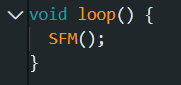 void loop() {
  SFM();
}